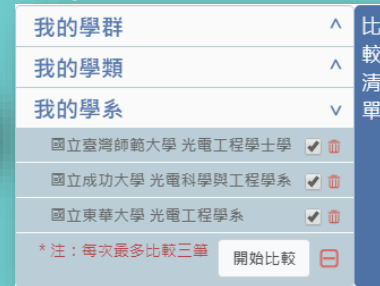 我的學群
我的學類
我的學系
國立臺灣師範大學 光電工程學士學
國立成功大學 光電科學與工程學系
國立東華大學 光電工程學系
*注：每次最多比較三筆
開始比較
比
較
清
單